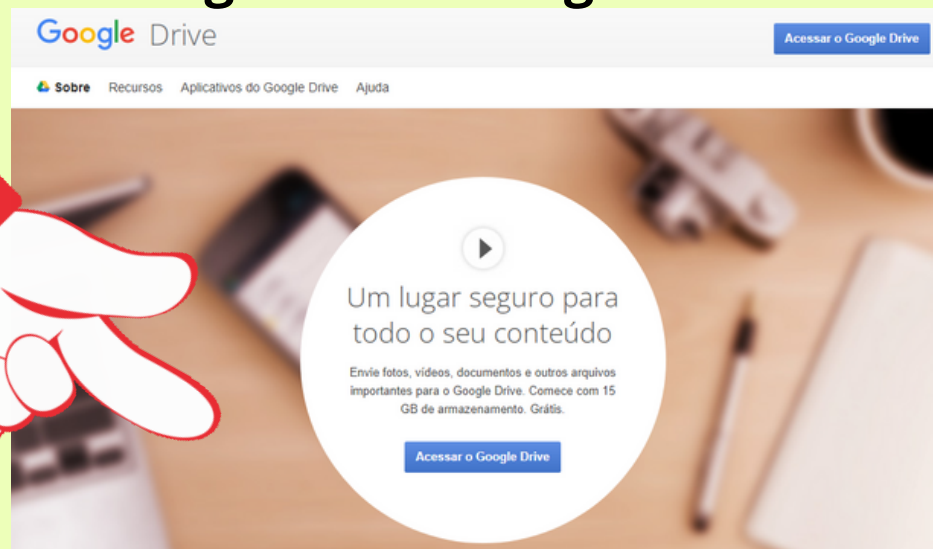 Google Drive
Acessar o Google Drive
Sobre Recursos Aplicativos do Google Drive Ajuda
Um lugar seguro para
todo o seu conteúdo
Envie fotos, vídeos, documentos e outros arquivos
importantes para o Google Drive. Comece com 15
GB de armazenamento. Grátis.
Acessar o Google Drive